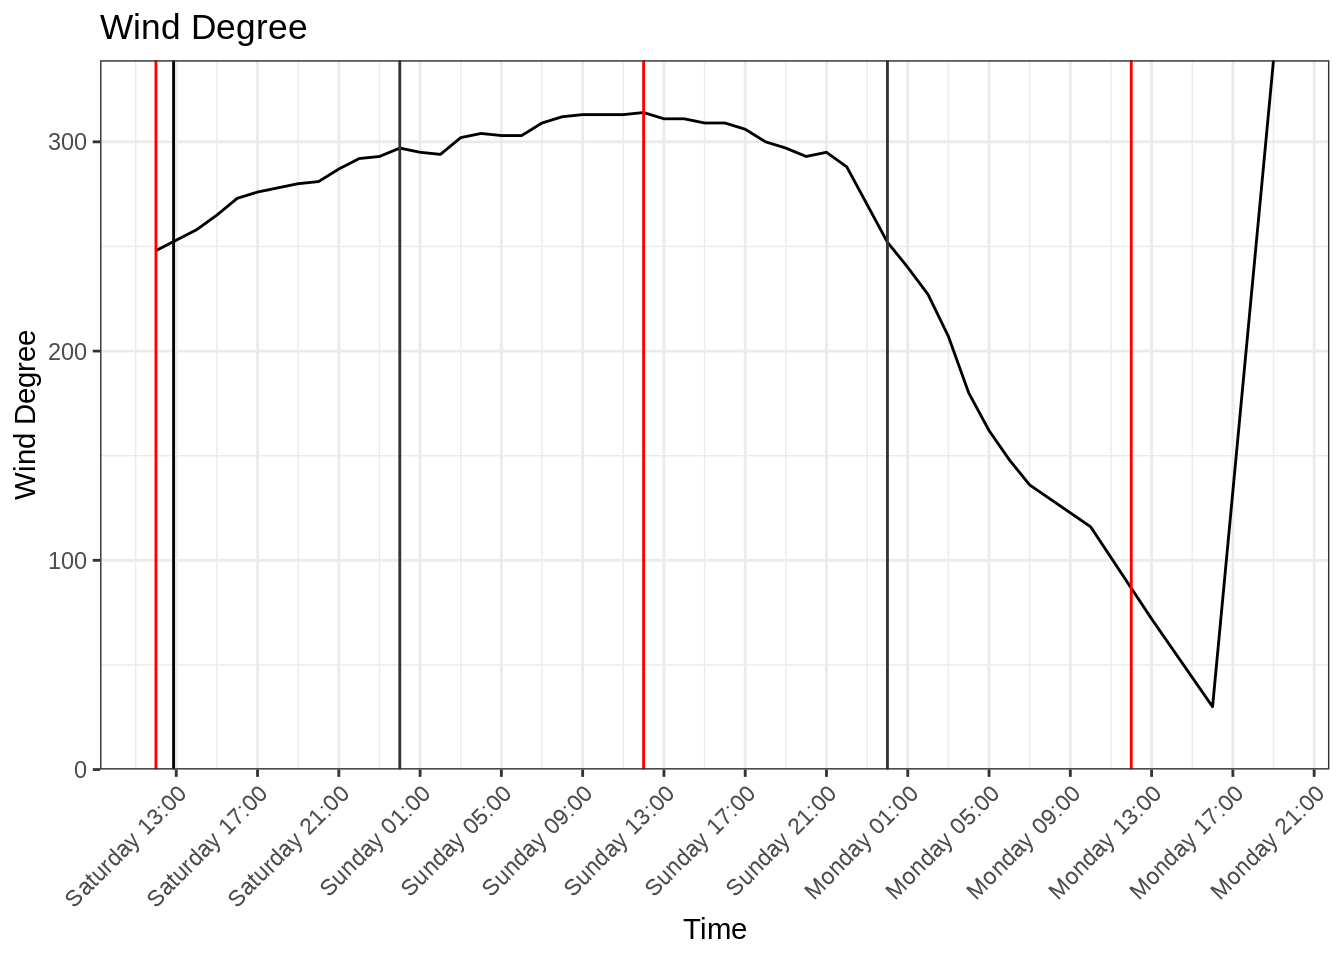 Wind Degree
Wind Degree
300
200
100
0
Saturday 13:00
Saturday 17:00
Saturday 21:00
Sunday 01:00
Sunday 05:00
Sunday 09:00
Sunday 13:00
Sunday 17:00
Sunday 21:00
Monday 01:00
Monday 05:00
Monday 09:00
Monday 13:00
Monday 17:00
Monday 21:00
Time